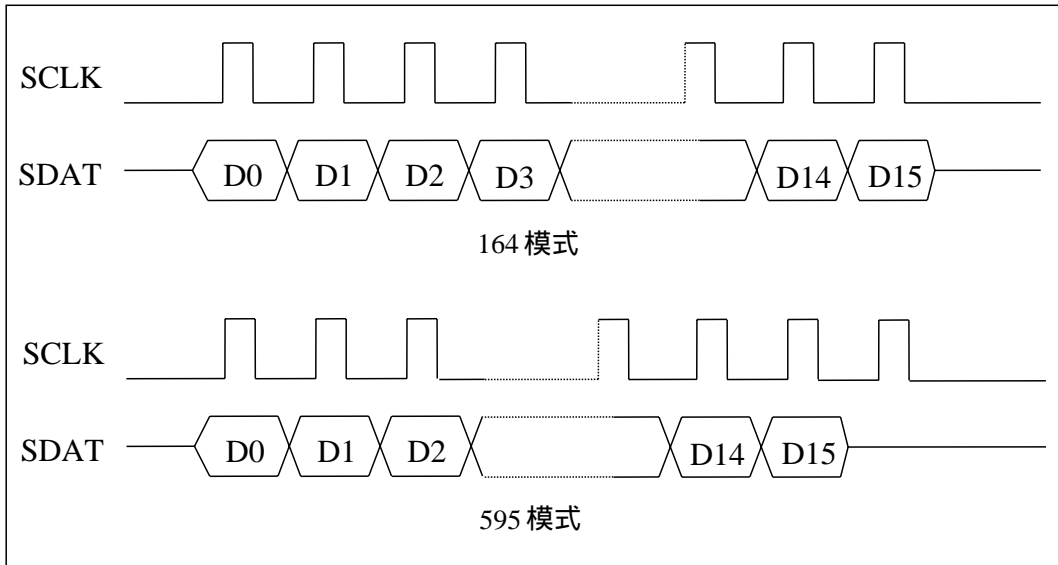 SCLK
SDAT D0 D1 D2 D3 D14 D15
164 模式
SCLK
SDAT D0 D1 D2 D14 D15
595 模式